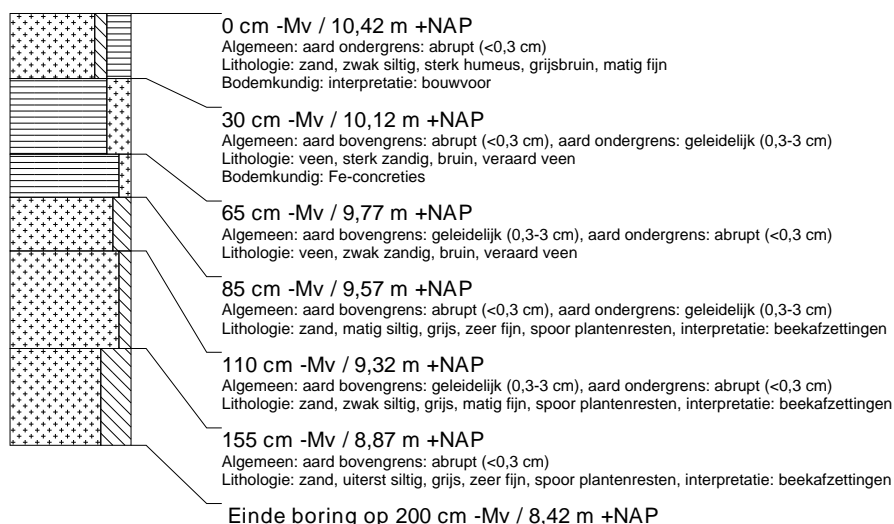 0 cm -Mv / 10,42 m +NAP
Algemeen: aard ondergrens: abrupt (<0,3 cm)
Lithologie: zand, zwak siltig, sterk humeus, grijsbruin, matig fijn
Bodemkundig: interpretatie: bouwvoor
30 cm -Mv / 10,12 m +NAP
Algemeen: aard bovengrens: abrupt (<0,3 cm), aard ondergrens: geleidelijk (0,3-3 cm)
Lithologie: veen, sterk zandig, bruin, veraard veen
Bodemkundig: Fe-concreties
65 cm -Mv / 9,77 m +NAP
Algemeen: aard bovengrens: geleidelijk (0,3-3 cm), aard ondergrens: abrupt (<0,3 cm)
Lithologie: veen, zwak zandig, bruin, veraard veen
85 cm -Mv / 9,57 m +NAP
Algemeen: aard bovengrens: abrupt (<0,3 cm), aard ondergrens: geleidelijk (0,3-3 cm)
Lithologie: zand, matig siltig, grijs, zeer fijn, spoor plantenresten, interpretatie: beekafzettingen
110 cm -Mv / 9,32 m +NAP
Algemeen: aard bovengrens: geleidelijk (0,3-3 cm), aard ondergrens: abrupt (<0,3 cm)
Lithologie: zand, zwak siltig, grijs, matig fijn, spoor plantenresten, interpretatie: beekafzettingen
155 cm -Mv / 8,87 m +NAP
Algemeen: aard bovengrens: abrupt (<0,3 cm)
Lithologie: zand, uiterst siltig, grijs, zeer fijn, spoor plantenresten, interpretatie: beekafzettingen
Einde boring op 200 cm -Mv / 8,42 m +NAP